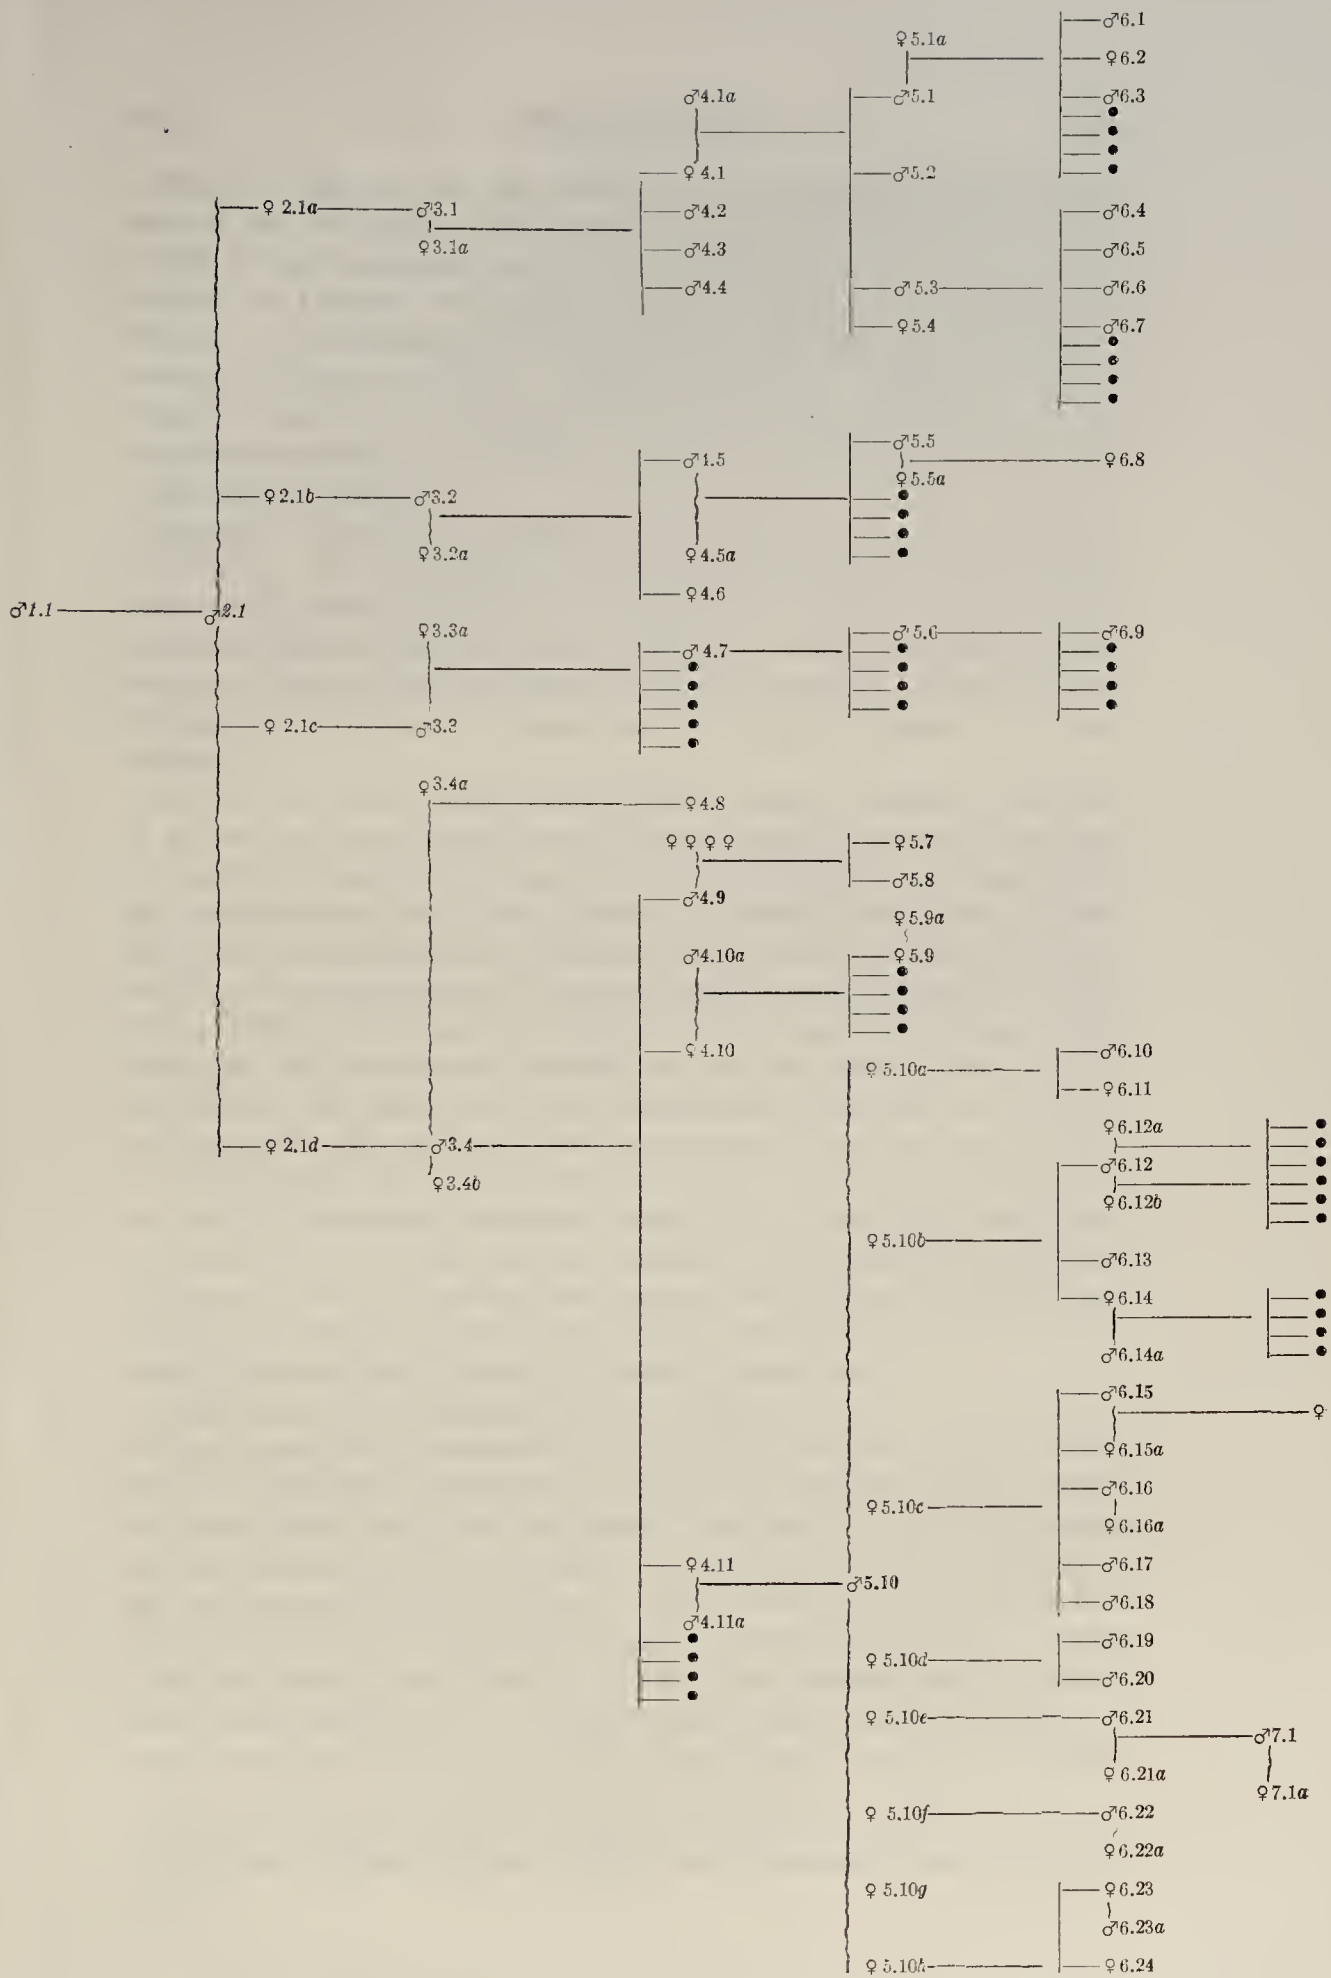 ♂6.1
♀5.1a
♀6.2
♂4.1a
♂5.1
♂6.3
♀4.1
♂5.2
♀2.1a ♂3.1
♂4.2
♂6.4
♀3.1a
♂4.3
♂6.5
♂4.4
♂5.3
♂6.6
♀5.4
♂6.7
♂5.5
♂1.5
♀6.8
♀5.5a
♀2.1b ♂3.2
♀3.2a
♀4.5a
♀4.6
♂1.1 ♂2.1
♀3.3a
♂5.6
♂6.9
♂4.7
♀2.1c ♂3.3
♀3.4a
♀4.8
♀♀♀♀
♀5.7
♂5.8
♂4.9
♀5.9a
♂4.10a
♀5.9
♀4.10
♂6.10
♀5.10a
♀6.11
♀6.12a
♀2.1d ♂3.4
♂6.12
♀3.4b
♀6.12b
♀5.10b
♂6.13
♀6.14
♂6.14a
♂6.15
♀
♀6.15a
♂6.16
♀5.10c
♀6.16a
♀4.11
♂6.17
♂5.10
♂6.18
♂4.11a
♂6.19
♀5.10d
♂6.20
♀5.10e ♂6.21
♂7.1
♀6.21a
♀7.1a
♀5.10f ♂6.22
♀6.22a
♀5.10g
♀6.23
♂6.23a
♀5.10h
♀6.24